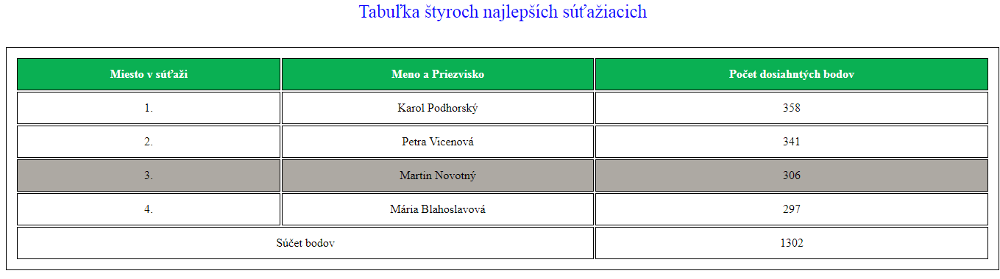 Tabuľka štyroch najlepších súťažiacich
Miesto v súťaži Meno a Priezvisko Počet dosiahntých bodov
1. Karol Podhorský 358
2. Petra Vicenová 341
3. Martin Novotný 306
4. Mária Blahoslavová 297
Súčet bodov 1302